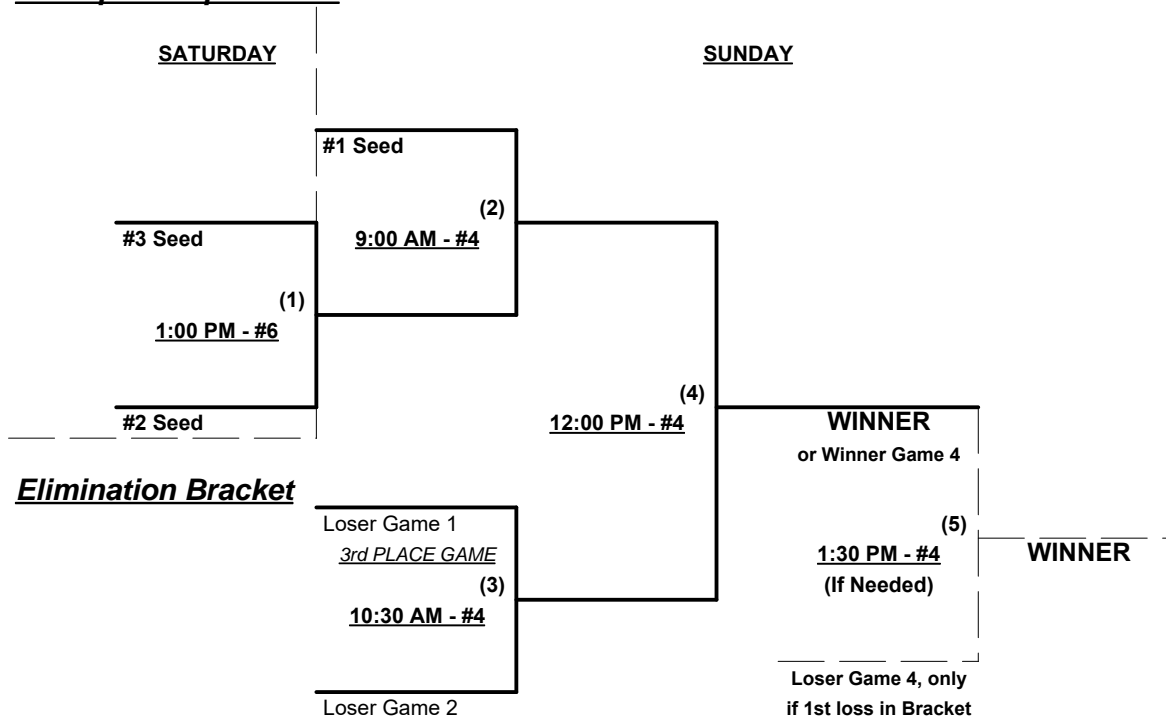 SATURDAY
SUNDAY
#1 Seed
(2)
9:00 AM - #4
#3 Seed
(1)
1:00 PM - #6
#2 Seed
(4)
12:00 PM - #4
WINNER
or Winner Game 4
Elimination Bracket
Loser Game 1
3rd PLACE GAME
(3)
10:30 AM - #4
Loser Game 2
(5)
1:30 PM - #4
(If Needed)
WINNER
Loser Game 4, only
if 1st loss in Bracket